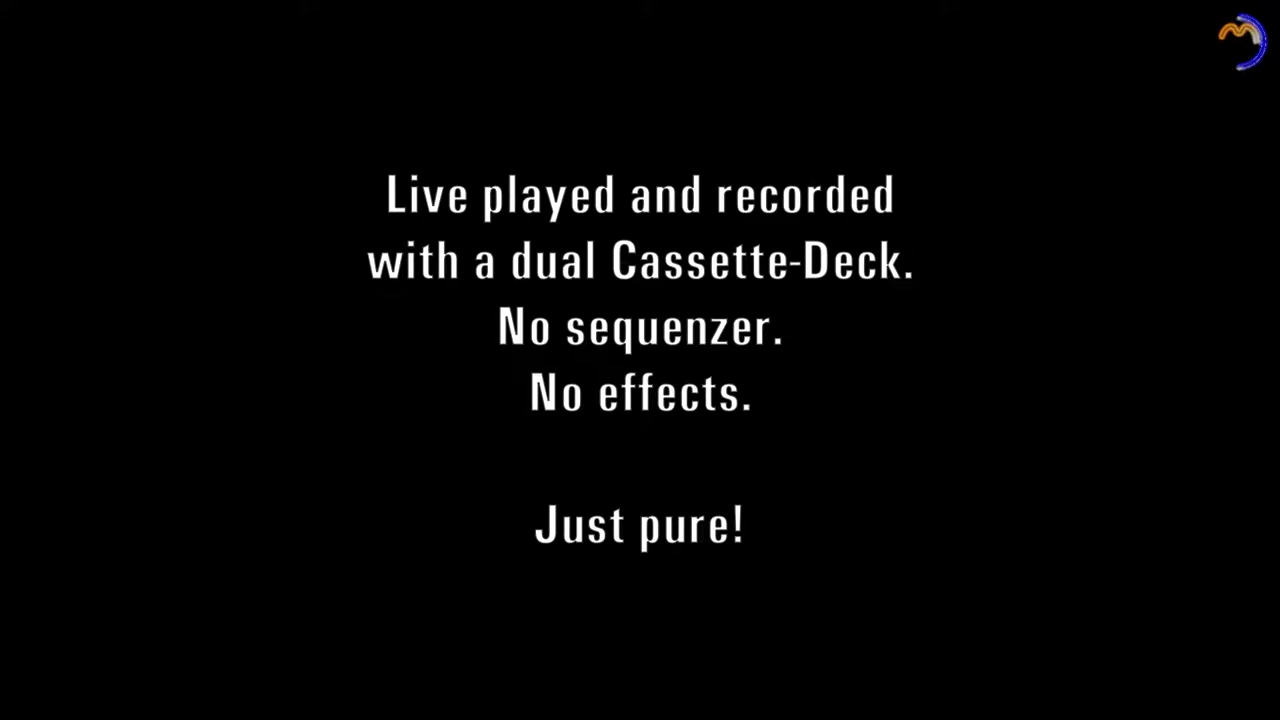 Live played and recorded
with a dual Cassette-Deck.
No sequenzer.
No effects.
Just pure!